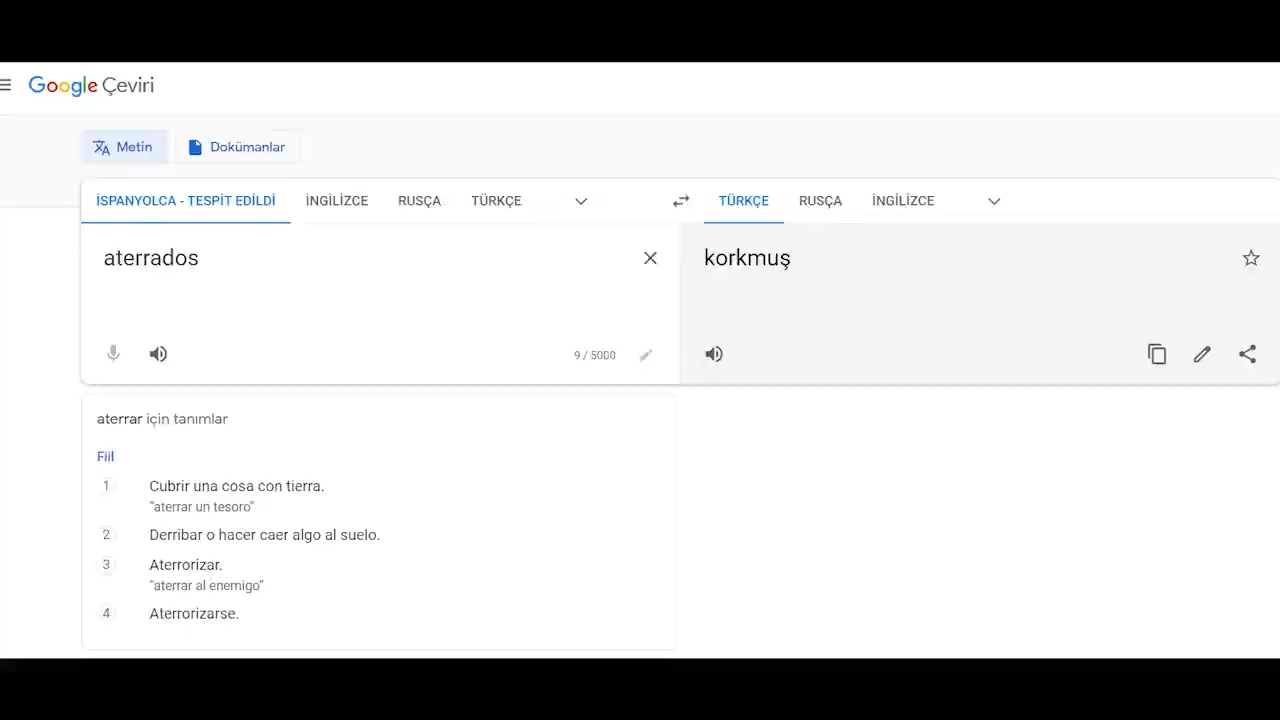 Google Çeviri
Metin Dokümanlar
İSPANYOLCA - TESPİT EDİLDİ İNGİLİZCE RUSÇA TÜRKÇE TÜRKÇE RUSÇA İNGİLİZCE
aterrados
korkmuş
9 / 5000
aterrar için tanımlar
Fiil
1 Cubrir una cosa con tierra.
"aterrar un tesoro"
2 Derribar o hacer caer algo al suelo.
3 Aterrorizar.
"aterrar al enemigo"
4 Aterrorizarse.